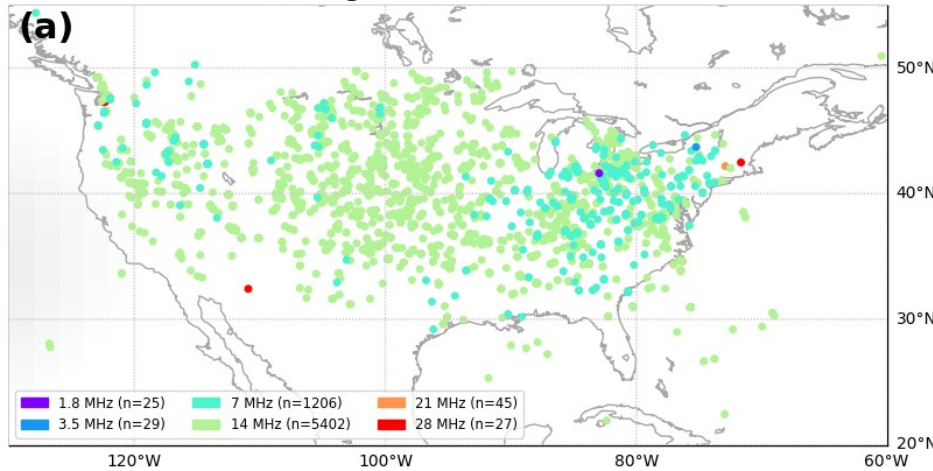 (a)
50°N
40°N
30°N
20°N
1.8 MHz (n=25) 7 MHz (n=1206) 21 MHz (n=45)
3.5 MHz (n=29) 14 MHz (n=5402) 28 MHz (n=27)
120°W 100°W 80°W 60°W